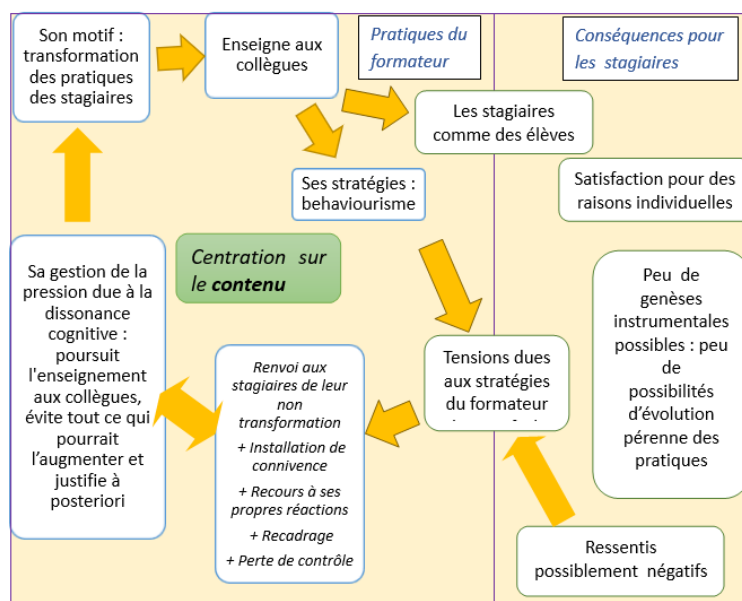 Son motif :
transformation
des pratiques
des stagiaires
Enseigne aux
collègues
Pratiques du
formateur
Conséquences pour
les stagiaires
Les stagiaires
comme des élèves
Ses stratégies :
behaviourisme
Satisfaction pour des
raisons individuelles
Centration sur
le contenu
Sa gestion de la
pression due à la
dissonance
cognitive :
poursuit
l'enseignement
aux collègues,
évite tout ce qui
pourrait
l'augmenter et
justifie à
posteriori
Renvoi aux
stagiaires de leur
non
transformation
+ Installation de
connivence
+ Recours à ses
propres réactions
+ Recadrage
+ Perte de contrôle
Tensions dues
aux stratégies
du formateur
Peu de
genèses
instrumentales
possibles : peu
de
possibilités
d'évolution
pérenne des
pratiques
Ressentis
possiblement négatifs